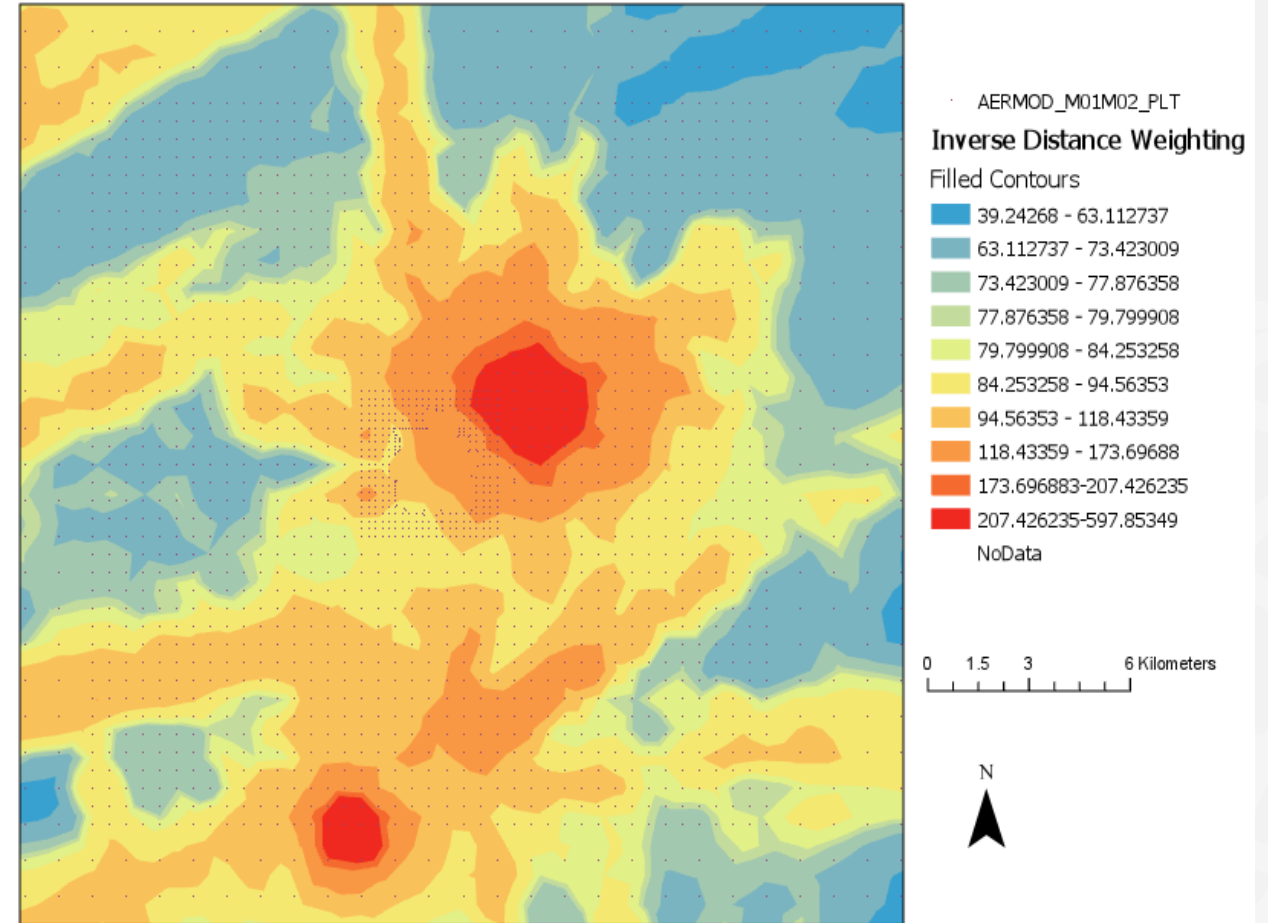 AERMOD_M01M02_PLT
Inverse Distance Weighting
Filled Contours
39.24268 - 63.112737
63.112737 - 73.423009
73.423009 - 77.876358
77.876358 - 79.799908
79.799908 - 84.253258
84.253258 - 94.56353
94.56353 - 118.43359
118.43359 - 173.69688
173.696883-207.426235
207.426235-597.85349
NoData
0 1.5 3 6 Kilometers
N